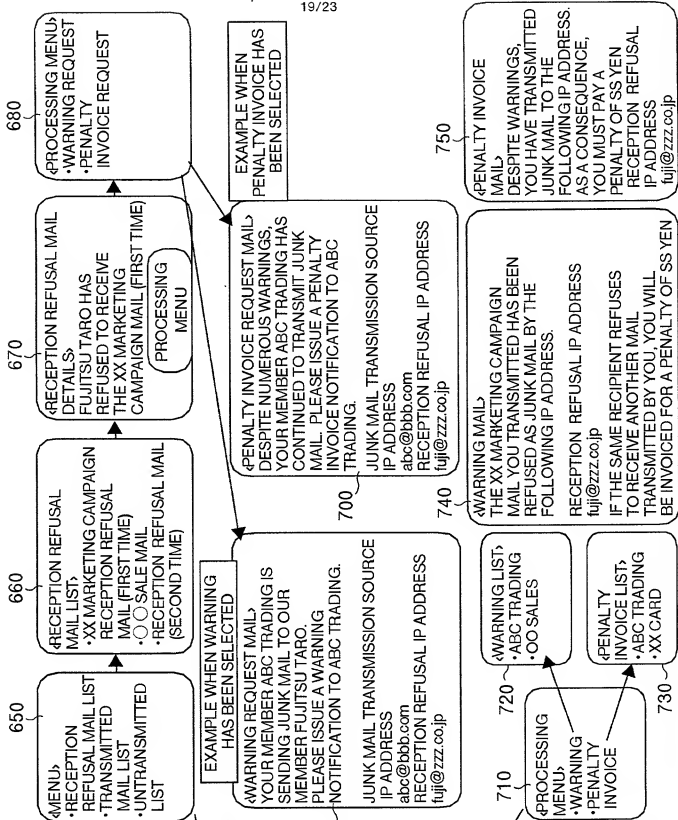 19/23
650
<MENU>
•RECEPTION
REFUSAL MAIL LIST
•TRANSMITTED
MAIL LIST
•UNTRANSMITTED
LIST
660
<RECEPTION REFUSAL
MAIL LIST>
•XX MARKETING CAMPAIGN
RECEPTION REFUSAL
MAIL (FIRST TIME)
•○○ SALE MAIL
•RECEPTION REFUSAL MAIL
(SECOND TIME)
670
<RECEPTION REFUSAL MAIL
DETAILS>
FUJITSU TARO HAS
REFUSED TO RECEIVE
THE XX MARKETING
CAMPAIGN MAIL (FIRST TIME)
PROCESSING
MENU
680
<PROCESSING MENU>
•WARNING REQUEST
•PENALTY
INVOICE REQUEST
EXAMPLE WHEN WARNING
HAS BEEN SELECTED
<WARNING REQUEST MAIL>
YOUR MEMBER ABC TRADING IS
SENDING JUNK MAIL TO OUR
MEMBER FUJITSU TARO.
PLEASE ISSUE A WARNING
NOTIFICATION TO ABC TRADING.
JUNK MAIL TRANSMISSION SOURCE
IP ADDRESS
abc@bbb.com
RECEPTION REFUSAL IP ADDRESS
fuji@zzz.co.jp
EXAMPLE WHEN
PENALTY INVOICE HAS
BEEN SELECTED
700
<PENALTY INVOICE REQUEST MAIL>
DESPITE NUMEROUS WARNINGS,
YOUR MEMBER ABC TRADING HAS
CONTINUED TO TRANSMIT JUNK
MAIL. PLEASE ISSUE A PENALTY
INVOICE NOTIFICATION TO ABC
TRADING.
JUNK MAIL TRANSMISSION SOURCE
IP ADDRESS
abc@bbb.com
RECEPTION REFUSAL IP ADDRESS
fuji@zzz.co.jp
710
<PROCESSING
MENU>
•WARNING
•PENALTY
INVOICE
720
<WARNING LIST>
•ABC TRADING
•OO SALES
730
<PENALTY
INVOICE LIST>
•ABC TRADING
•XX CARD
740
<WARNING MAIL>
THE XX MARKETING CAMPAIGN
MAIL YOU TRANSMITTED HAS BEEN
REFUSED AS JUNK MAIL BY THE
FOLLOWING IP ADDRESS.
RECEPTION REFUSAL IP ADDRESS
fuji@zzz.co.jp
IF THE SAME RECIPIENT REFUSES
TO RECEIVE ANOTHER MAIL
TRANSMITTED BY YOU, YOU WILL
BE INVOICED FOR A PENALTY OF SS YEN
750
<PENALTY INVOICE
MAIL>
DESPITE WARNINGS,
YOU HAVE TRANSMITTED
JUNK MAIL TO THE
FOLLOWING IP ADDRESS.
AS A CONSEQUENCE,
YOU MUST PAY A
PENALTY OF SS YEN
RECEPTION REFUSAL
IP ADDRESS
fuji@zzz.co.jp